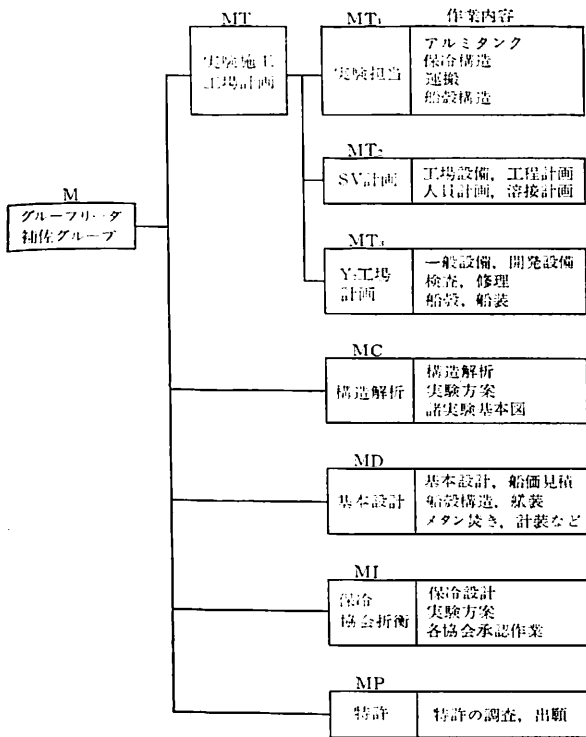 MT
実験施工
工場計画
MT₁
実験担当
作業内容
アルミタンク
保冷構造
運搬
船殻構造
MT₂
SV計画
工場設備，工程計画
人員計画，溶接計画
M
グループリーダ
補佐グループ
MT₃
Y₂工場
計画
一般設備，開発設備
検査，修理
船殻，船装
MC
構造解析
構造解析
実験方案
諸実験基本図
MD
基本設計
基本設計，船価見積
船殻構造，艤装
メタン焚き，計装など
MI
保冷
協会折衝
保冷設計
実験方案
各協会承認作業
MP
特許
特許の調査，出願